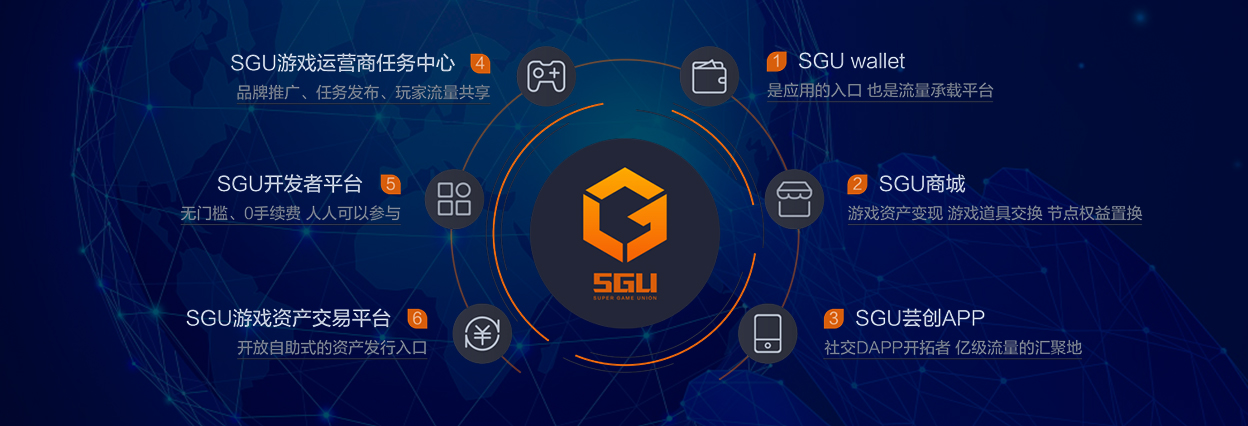 SGU游戏运营商任务中心 4
品牌推广、任务发布、玩家流量共享
1 SGU wallet
是应用的入口 也是流量承载平台
SGU开发者平台 5
无门槛、0手续费 人人可以参与
2 SGU商城
游戏资产变现 游戏道具交换 节点权益置换
SGU
SUPER GAME UNION
SGU游戏资产交易平台 6
开放自助式的资产发行入口
3 SGU芸创APP
社交DAPP开拓者 亿级流量的汇聚地